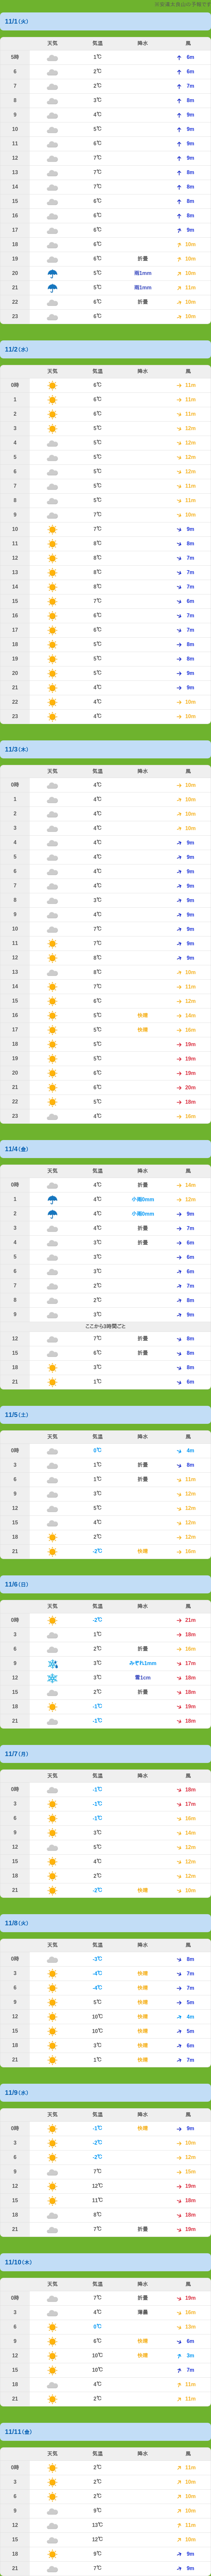 11/1(火)
天気 気温 降水 風
5時 1℃ 6m
6 2℃ 6m
7 2℃ 7m
8 3℃ 8m
9 4℃ 9m
10 5℃ 9m
11 6℃ 9m
12 7℃ 9m
13 7℃ 8m
14 7℃ 8m
15 6℃ 8m
16 6℃ 8m
17 6℃ 9m
18 6℃ 10m
19 6℃ 折畳 10m
20 5℃ 雨1mm 10m
21 5℃ 雨1mm 11m
22 6℃ 折畳 10m
23 6℃ 10m
11/2(水)
天気 気温 降水 風
0時 6℃ 11m
1 6℃ 11m
2 6℃ 11m
3 5℃ 12m
4 5℃ 12m
5 5℃ 12m
6 5℃ 12m
7 5℃ 11m
8 5℃ 11m
9 7℃ 10m
10 7℃ 9m
11 8℃ 8m
12 8℃ 7m
13 8℃ 7m
14 8℃ 7m
15 7℃ 6m
16 6℃ 7m
17 6℃ 7m
18 5℃ 8m
19 5℃ 8m
20 5℃ 9m
21 4℃ 9m
22 4℃ 10m
23 4℃ 10m
11/3(木)
天気 気温 降水 風
0時 4℃ 10m
1 4℃ 10m
2 4℃ 10m
3 4℃ 10m
4 4℃ 9m
5 4℃ 9m
6 4℃ 9m
7 4℃ 9m
8 3℃ 9m
9 4℃ 9m
10 7℃ 9m
11 7℃ 9m
12 8℃ 9m
13 8℃ 10m
14 7℃ 11m
15 6℃ 12m
16 5℃ 快晴 14m
17 5℃ 快晴 16m
18 5℃ 19m
19 5℃ 19m
20 6℃ 19m
21 6℃ 20m
22 5℃ 18m
23 4℃ 16m
11/4(金)
天気 気温 降水 風
0時 4℃ 折畳 14m
1 4℃ 小雨0mm 12m
2 4℃ 小雨0mm 9m
3 4℃ 折畳 7m
4 3℃ 折畳 6m
5 3℃ 6m
6 3℃ 6m
7 2℃ 7m
8 2℃ 8m
9 3℃ 9m
ここから3時間ごと
12 7℃ 折畳 8m
15 6℃ 折畳 8m
18 3℃ 8m
21 1℃ 6m
11/5(土)
天気 気温 降水 風
0時 0℃ 4m
3 1℃ 折畳 8m
6 1℃ 折畳 11m
9 3℃ 12m
12 5℃ 12m
15 4℃ 12m
18 2℃ 12m
21 -2℃ 快晴 16m
11/6(日)
天気 気温 降水 風
0時 -2℃ 21m
3 1℃ 18m
6 2℃ 折畳 16m
9 3℃ みぞれ1mm 17m
12 3℃ 雪1cm 18m
15 2℃ 折畳 18m
18 -1℃ 19m
21 -1℃ 18m
11/7(月)
天気 気温 降水 風
0時 -1℃ 18m
3 -1℃ 17m
6 -1℃ 16m
9 3℃ 14m
12 5℃ 12m
15 4℃ 12m
18 2℃ 12m
21 -2℃ 快晴 10m
11/8(火)
天気 気温 降水 風
0時 -3℃ 8m
3 -4℃ 快晴 7m
6 -4℃ 快晴 7m
9 5℃ 快晴 5m
12 10℃ 快晴 4m
15 10℃ 快晴 5m
18 3℃ 快晴 6m
21 1℃ 快晴 7m
11/9(水)
天気 気温 降水 風
0時 -1℃ 快晴 9m
3 -2℃ 10m
6 -2℃ 12m
9 7℃ 15m
12 12℃ 19m
15 11℃ 18m
18 8℃ 18m
21 7℃ 折畳 19m
11/10(木)
天気 気温 降水 風
0時 7℃ 折畳 19m
3 4℃ 降曇 16m
6 0℃ 13m
9 6℃ 快晴 6m
12 10℃ 快晴 3m
15 10℃ 7m
18 4℃ 11m
21 2℃ 11m
11/11(金)
天気 気温 降水 風
0時 2℃ 11m
3 2℃ 10m
6 2℃ 10m
9 9℃ 10m
12 13℃ 11m
15 12℃ 10m
18 9℃ 9m
21 7℃ 9m